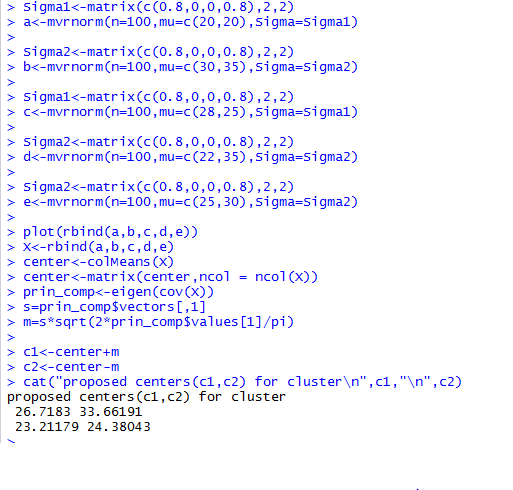 > Sigma1<-matrix(c(0.8,0,0,0.8),2,2)
> a<-mvrnorm(n=100,mu=c(20,20),Sigma=Sigma1)
>
> Sigma2<-matrix(c(0.8,0,0,0.8),2,2)
> b<-mvrnorm(n=100,mu=c(30,35),Sigma=Sigma2)
>
> Sigma1<-matrix(c(0.8,0,0,0.8),2,2)
> c<-mvrnorm(n=100,mu=c(28,25),Sigma=Sigma1)
>
> Sigma2<-matrix(c(0.8,0,0,0.8),2,2)
> d<-mvrnorm(n=100,mu=c(22,35),Sigma=Sigma2)
>
> Sigma2<-matrix(c(0.8,0,0,0.8),2,2)
> e<-mvrnorm(n=100,mu=c(25,30),Sigma=Sigma2)
>
> plot(rbind(a,b,c,d,e))
> X<-rbind(a,b,c,d,e)
> center<-colMeans(X)
> center<-matrix(center,ncol = ncol(X))
> prin_comp<-eigen(cov(X))
> s=prin_comp$vectors[,1]
> m=s*sqrt(2*prin_comp$values[1]/pi)
>
> c1<-center+m
> c2<-center-m
> cat("proposed centers(c1,c2) for cluster\n",c1,"\n",c2)
proposed centers(c1,c2) for cluster
26.7183 33.66191
23.21179 24.38043